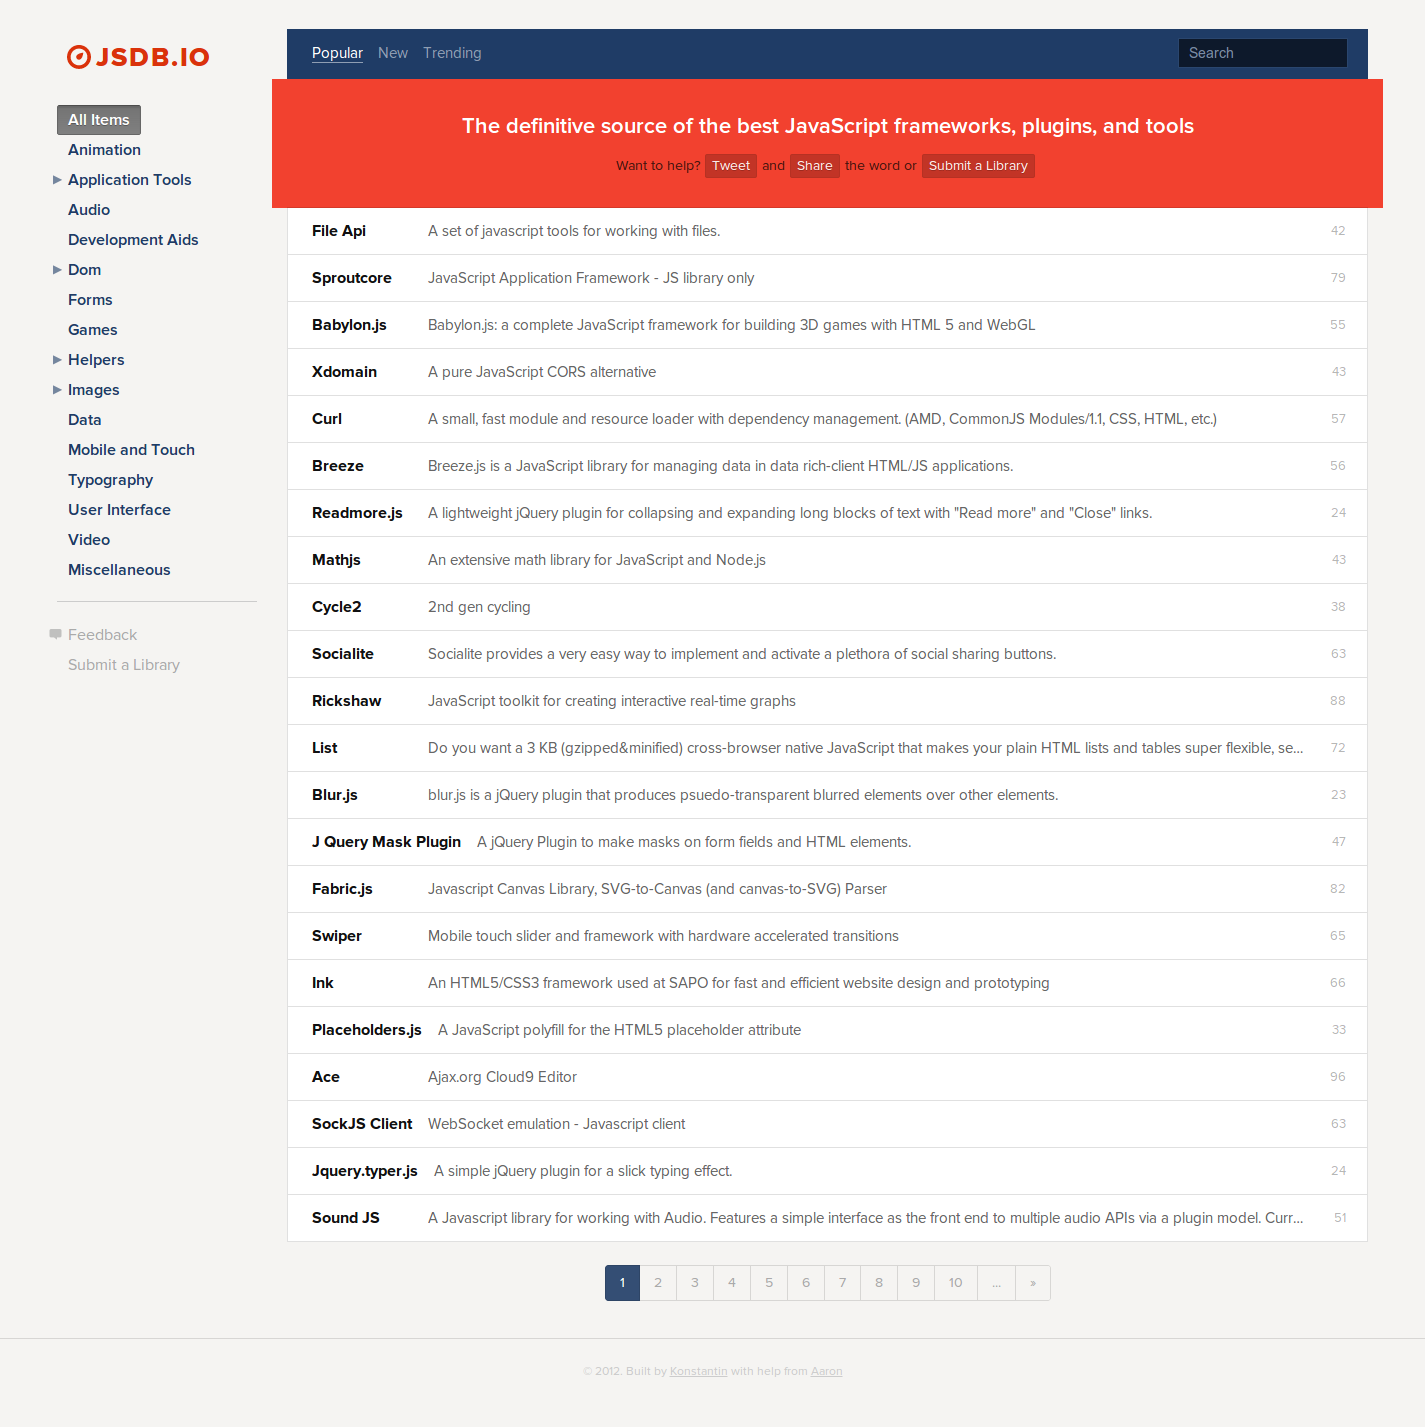 JSDB.IO
All Items
Animation
Application Tools
Audio
Development Aids
Dom
Forms
Games
Helpers
Images
Data
Mobile and Touch
Typography
User Interface
Video
Miscellaneous
Feedback
Submit a Library
Popular New Trending Search
The definitive source of the best JavaScript frameworks, plugins, and tools
Want to help? Tweet and Share the word or Submit a Library
File Api A set of javascript tools for working with files. 42
Sproutcore JavaScript Application Framework - JS library only 79
Babylon.js Babylon.js: a complete JavaScript framework for building 3D games with HTML 5 and WebGL 55
Xdomain A pure JavaScript CORS alternative 43
Curl A small, fast module and resource loader with dependency management. (AMD, CommonJS Modules/1.1, CSS, HTML, etc.) 57
Breeze Breeze.js is a JavaScript library for managing data in data rich-client HTML/JS applications. 56
Readmore.js A lightweight jQuery plugin for collapsing and expanding long blocks of text with "Read more" and "Close" links. 24
Mathjs An extensive math library for JavaScript and Node.js 43
Cycle2 2nd gen cycling 38
Socialite Socialite provides a very easy way to implement and activate a plethora of social sharing buttons. 63
Rickshaw JavaScript toolkit for creating interactive real-time graphs 88
List Do you want a 3 KB (gzipped&minified) cross-browser native JavaScript that makes your plain HTML lists and tables super flexible, se... 72
Blur.js blur.js is a jQuery plugin that produces psuedo-transparent blurred elements over other elements. 23
J Query Mask Plugin A jQuery Plugin to make masks on form fields and HTML elements. 47
Fabric.js Javascript Canvas Library, SVG-to-Canvas (and canvas-to-SVG) Parser 82
Swiper Mobile touch slider and framework with hardware accelerated transitions 65
Ink An HTML5/CSS3 framework used at SAPO for fast and efficient website design and prototyping 66
Placeholders.js A JavaScript polyfill for the HTML5 placeholder attribute 33
Ace Ajax.org Cloud9 Editor 96
SockJS Client WebSocket emulation - Javascript client 63
Jquery.typer.js A simple jQuery plugin for a slick typing effect. 24
Sound JS A Javascript library for working with Audio. Features a simple interface as the front end to multiple audio APIs via a plugin model. Curr... 51
1 2 3 4 5 6 7 8 9 10 ... »
© 2012. Built by Konstantin with help from Aaron